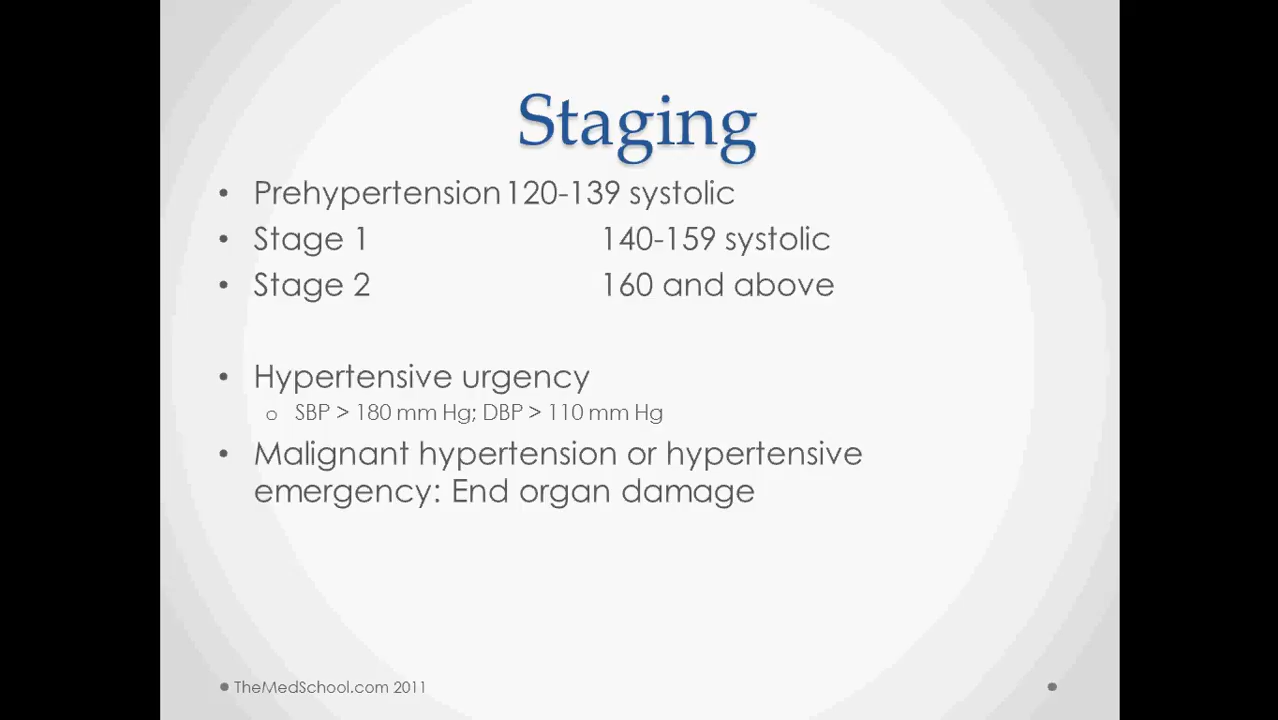 Staging
• Prehypertension 120-139 systolic
• Stage 1 140-159 systolic
• Stage 2 160 and above
• Hypertensive urgency
o SBP > 180 mm Hg; DBP > 110 mm Hg
• Malignant hypertension or hypertensive
emergency: End organ damage
• TheMedSchool.com 2011